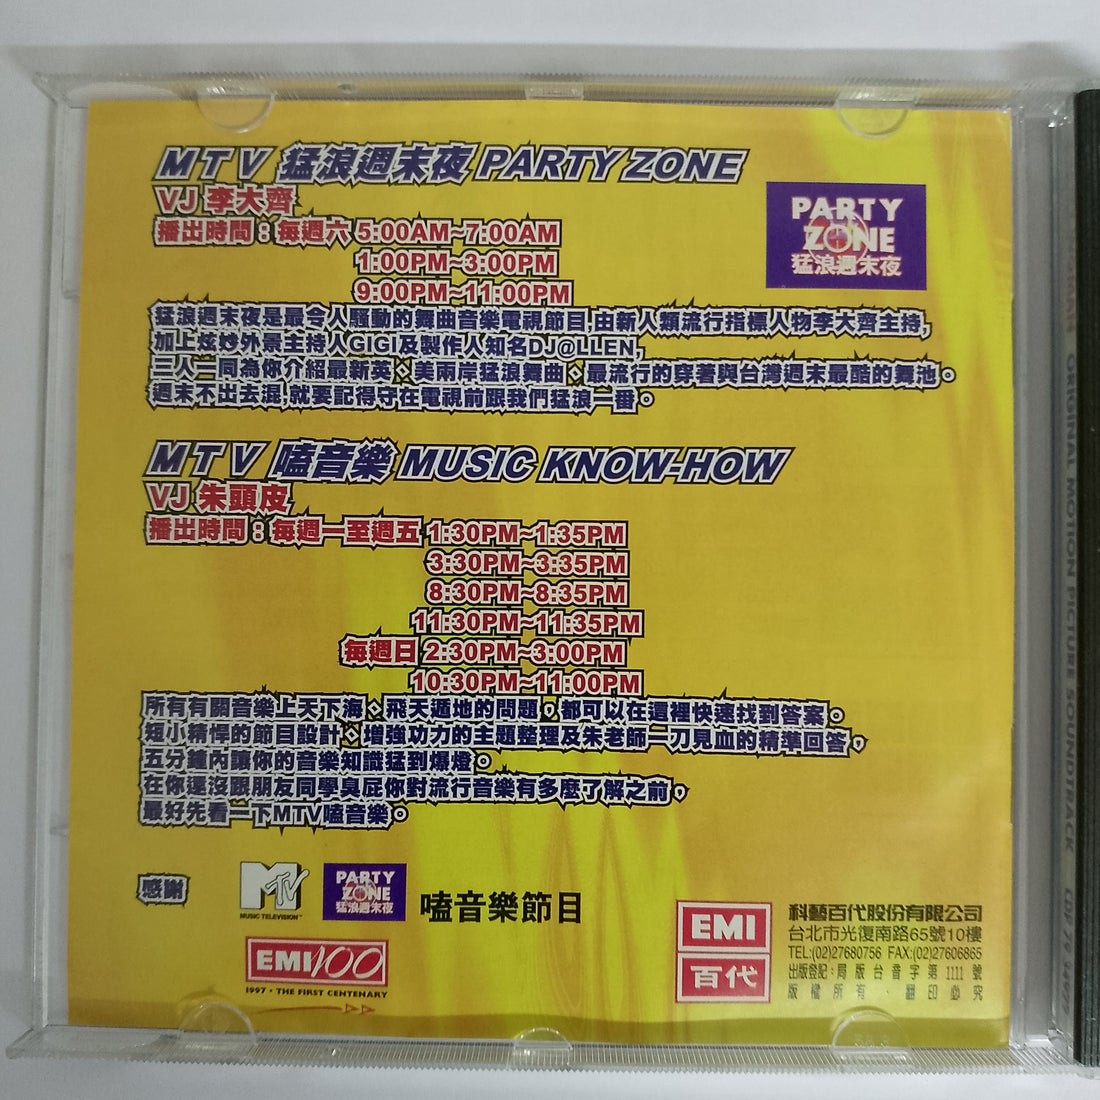 MTV 猛浪週末夜 PARTY ZONE
VJ 李大齊
播出時間：每週六 5:00AM~7:00AM
1:00PM~3:00PM
9:00PM~11:00PM
PARTY
ZONE
猛浪週末夜
猛浪週末夜是最令人騷動的舞曲音樂電視節目,由新人類流行指標人物李大齊主持,
加上炫妙外景主持人GIGI及製作人知名DJ@LLEN,
三人一同為你介紹最新英、美兩岸猛浪舞曲、最流行的穿著與台灣週末最酷的舞池。
週末不出去混,就要記得守在電視前跟我們猛浪一番。
MTV 嗑音樂 MUSIC KNOW-HOW
VJ 朱頭皮
播出時間：每週一至週五 1:30PM~1:35PM
3:30PM~3:35PM
8:30PM~8:35PM
11:30PM~11:35PM
每週日 2:30PM~3:00PM
10:30PM~11:00PM
所有有關音樂上天下海、飛天遁地的問題，都可以在這裡快速找到答案。
短小精悍的節目設計、增強功力的主題整理及朱老師一刀見血的精準回答，
五分鐘內讓你的音樂知識猛到爆燈。
在你還沒跟朋友同學臭屁你對流行音樂有多麼了解之前，
最好先看一下MTV嗑音樂。
感謝
MTV
MUSIC TELEVISION™
PARTY
ZONE
猛浪週末夜
嗑音樂節目
EMI100
1997 · THE FIRST CENTENARY
EMI
百代
科藝百代股份有限公司
台北市光復南路65號10樓
TEL:(02)27680756 FAX:(02)27606865
出版登記：局版台音字第1111號
版權所有・翻印必究
ORIGINAL MOTION PICTURE SOUNDTRACK